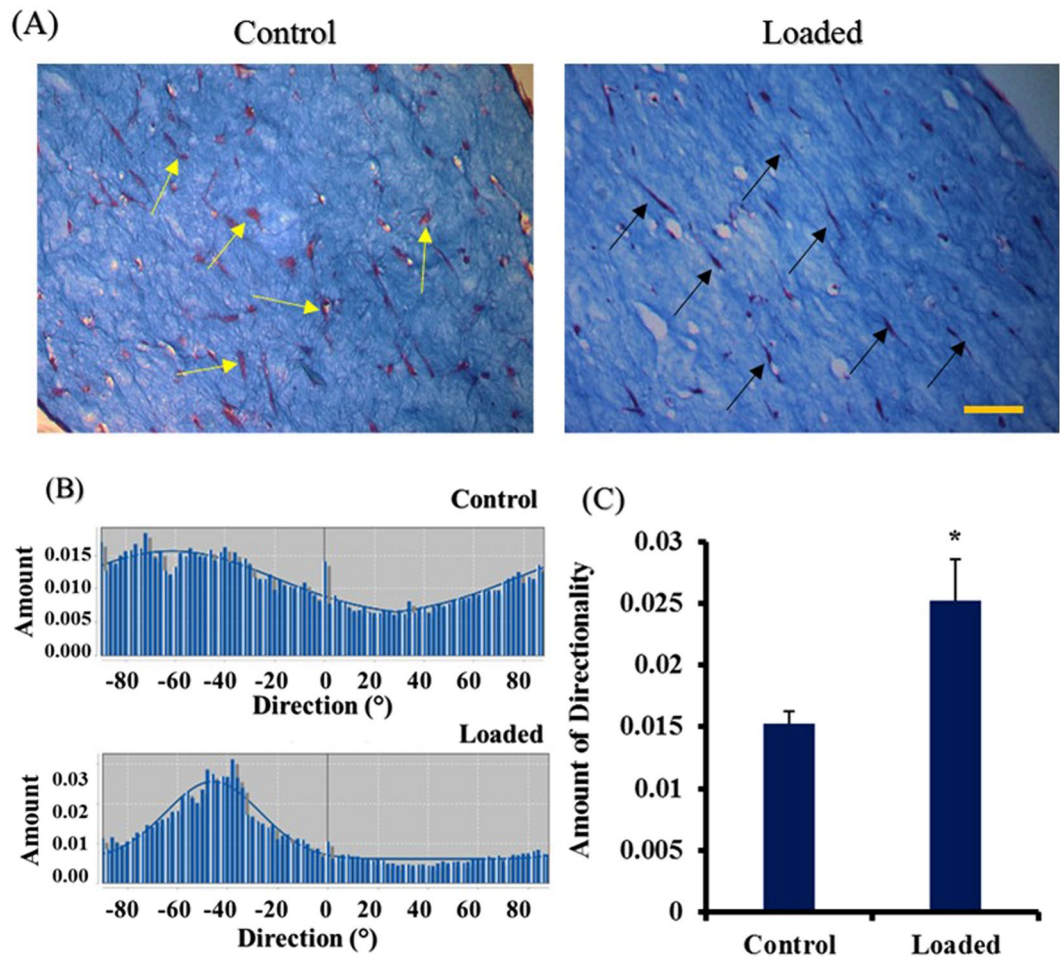 (A)
Control
Loaded
(B)
Control
Amount
0.015
0.010
0.005
0.000
-80 -60 -40 -20 0 20 40 60 80
Direction (°)
Loaded
Amount
0.03
0.02
0.01
0.00
-80 -60 -40 -20 0 20 40 60 80
Direction (°)
(C)
Amount of Directionality
0.03
0.025
0.02
0.015
0.01
0.005
0
*
Control Loaded